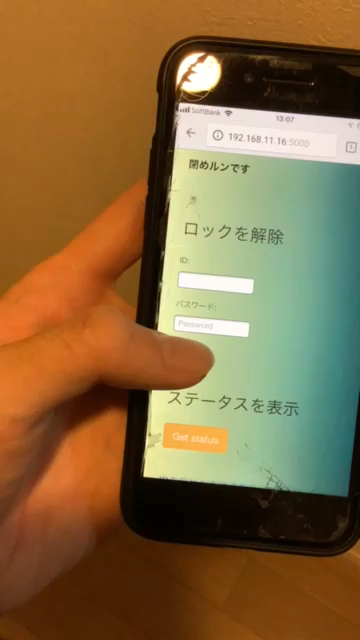 SoftBank 13:07
192.168.11.16:5000 1
閉めルンです
ロックを解除
ID:
パスワード:
Password
ステータスを表示
Get status